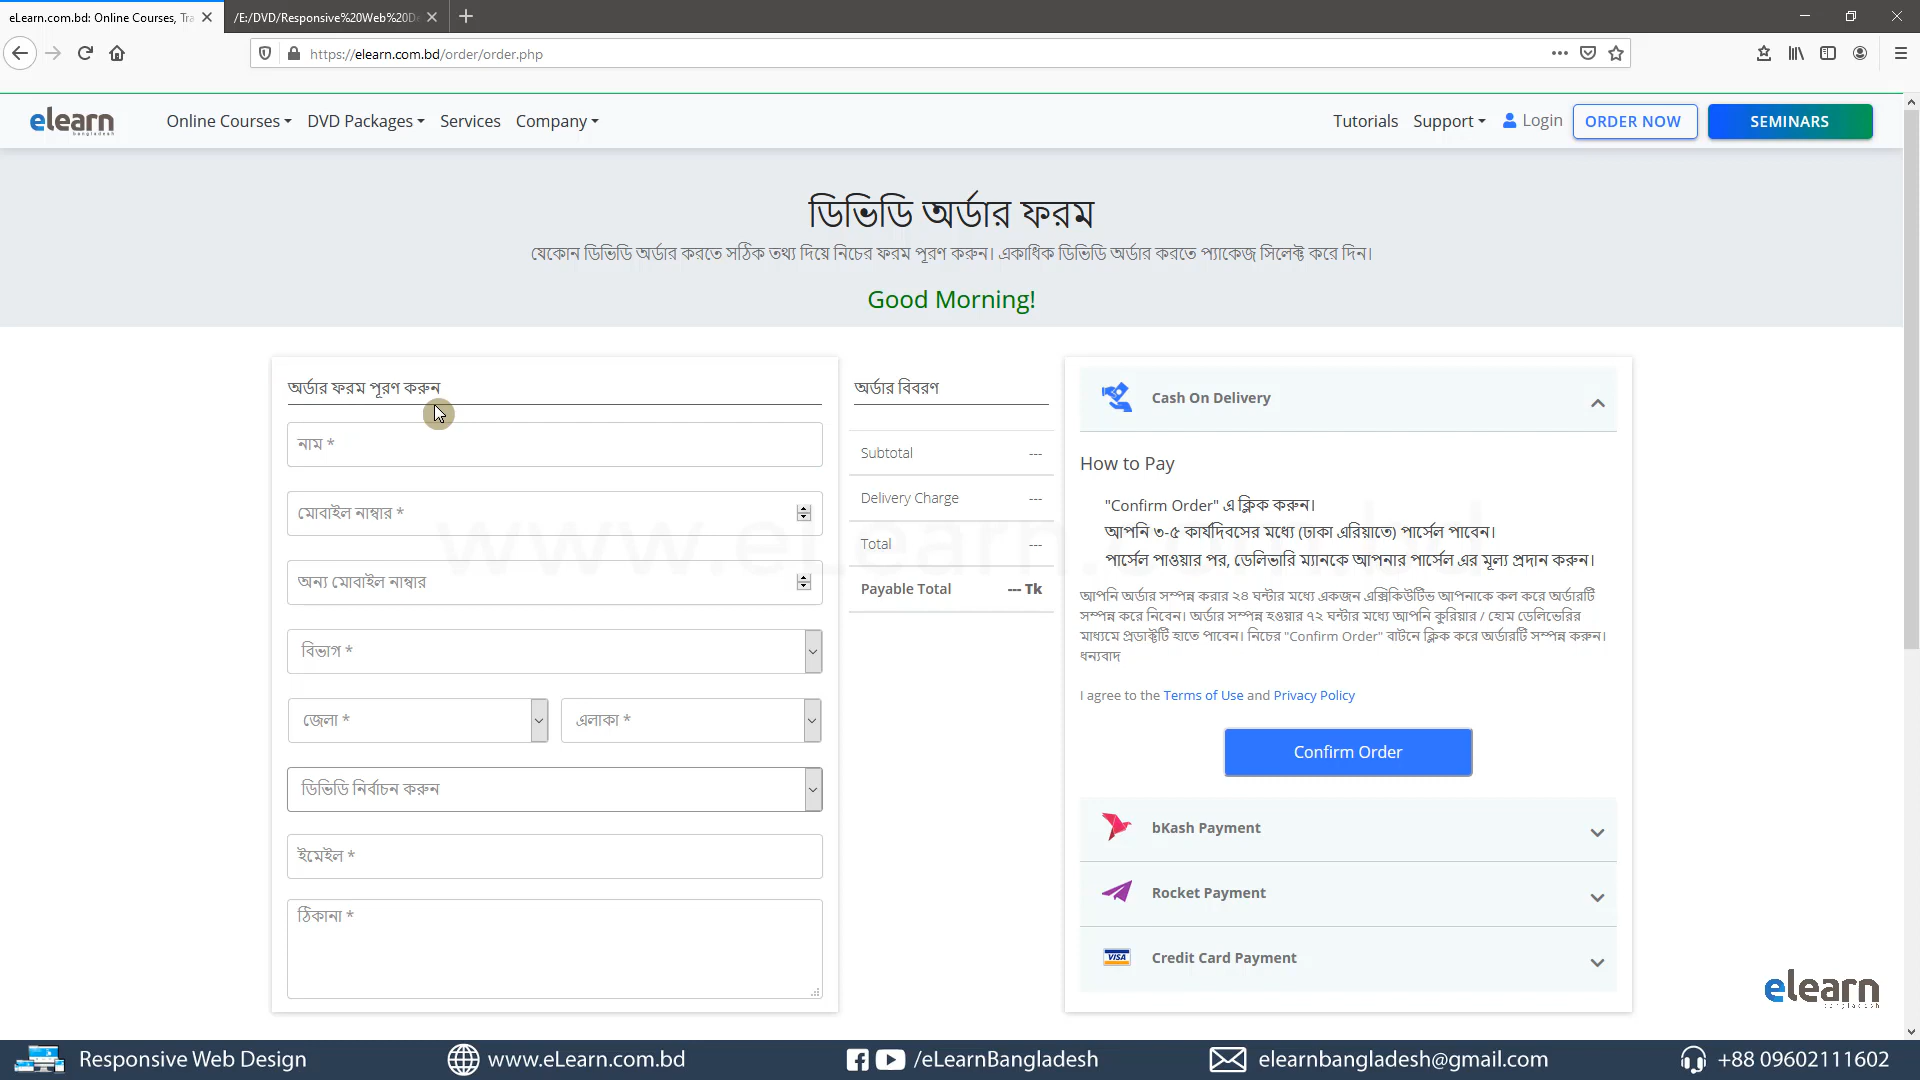 eLearn.com.bd: Online Courses, Tra
/E:/DVD/Responsive%20Web%20De
https://elearn.com.bd/order/order.php
elearn
bangladesh
Online Courses
DVD Packages
Services
Company
Tutorials
Support
Login
ORDER NOW
SEMINARS
ডিভিডি অর্ডার ফরম
যেকোন ডিভিডি অর্ডার করতে সঠিক তথ্য দিয়ে নিচের ফরম পূরণ করুন। একাধিক ডিভিডি অর্ডার করতে প্যাকেজ সিলেক্ট করে দিন।
Good Morning!
অর্ডার ফরম পূরণ করুন
নাম *
মোবাইল নাম্বার *
অন্য মোবাইল নাম্বার
বিভাগ *
জেলা *
এলাকা *
ডিভিডি নির্বাচন করুন
ইমেইল *
ঠিকানা *
অর্ডার বিবরণ
Subtotal ---
Delivery Charge ---
Total ---
Payable Total --- Tk
Cash On Delivery
How to Pay
"Confirm Order" এ ক্লিক করুন।
আপনি ৩-৫ কার্যদিবসের মধ্যে (ঢাকা এরিয়াতে) পার্সেল পাবেন।
পার্সেল পাওয়ার পর, ডেলিভারি ম্যানকে আপনার পার্সেল এর মূল্য প্রদান করুন।
আপনি অর্ডার সম্পন্ন করার ২৪ ঘন্টার মধ্যে একজন এক্সিকিউটিভ আপনাকে কল করে অর্ডারটি
সম্পন্ন করে নিবেন। অর্ডার সম্পন্ন হওয়ার ৭২ ঘন্টার মধ্যে আপনি কুরিয়ার / হোম ডেলিভেরির
মাধ্যমে প্রডাক্টটি হাতে পাবেন। নিচের "Confirm Order" বাটনে ক্লিক করে অর্ডারটি সম্পন্ন করুন।
ধন্যবাদ
I agree to the Terms of Use and Privacy Policy
Confirm Order
bKash Payment
Rocket Payment
VISA
Credit Card Payment
elearn
bangladesh
Responsive Web Design
www.eLearn.com.bd
/eLearnBangladesh
elearnbangladesh@gmail.com
+88 09602111602